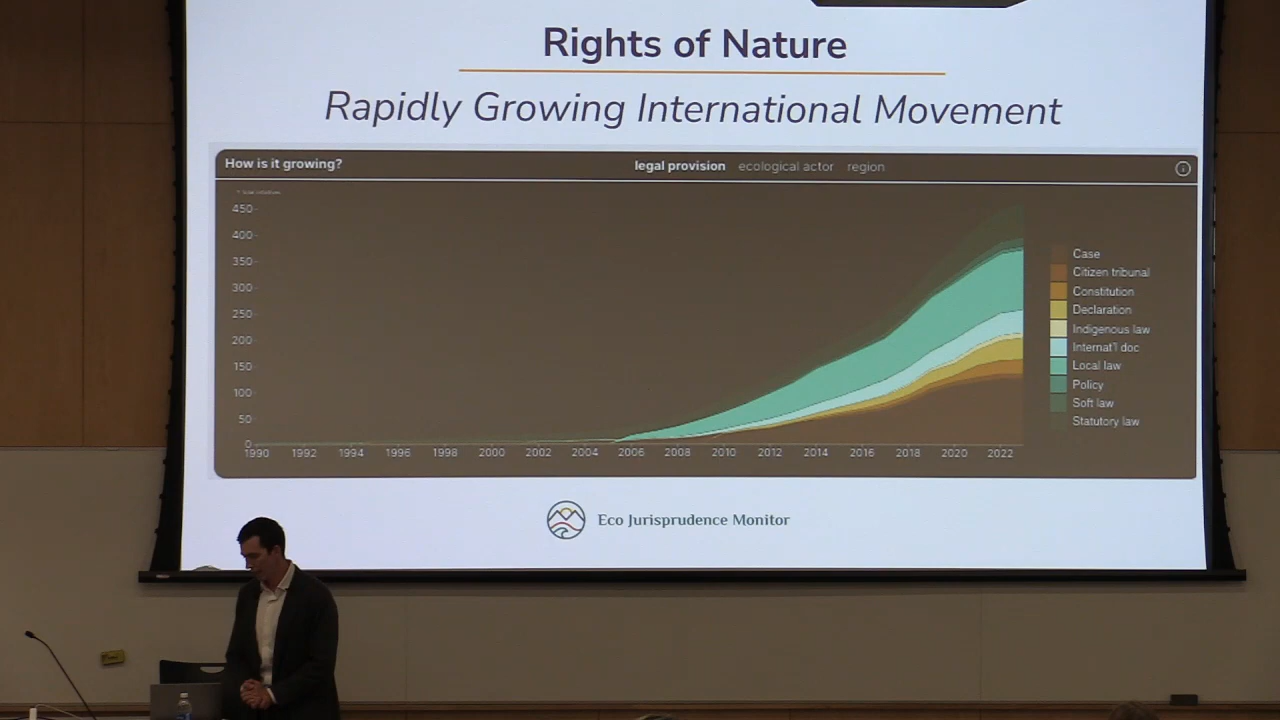 Rights of Nature
Rapidly Growing International Movement
How is it growing?
legal provision ecological actor region
450
400
350
300
250
200
150
100
50
0
1990 1992 1994 1996 1998 2000 2002 2004 2006 2008 2010 2012 2014 2016 2018 2020 2022
Case
Citizen tribunal
Constitution
Declaration
Indigenous law
Internat'l doc
Local law
Policy
Soft law
Statutory law
Eco Jurisprudence Monitor